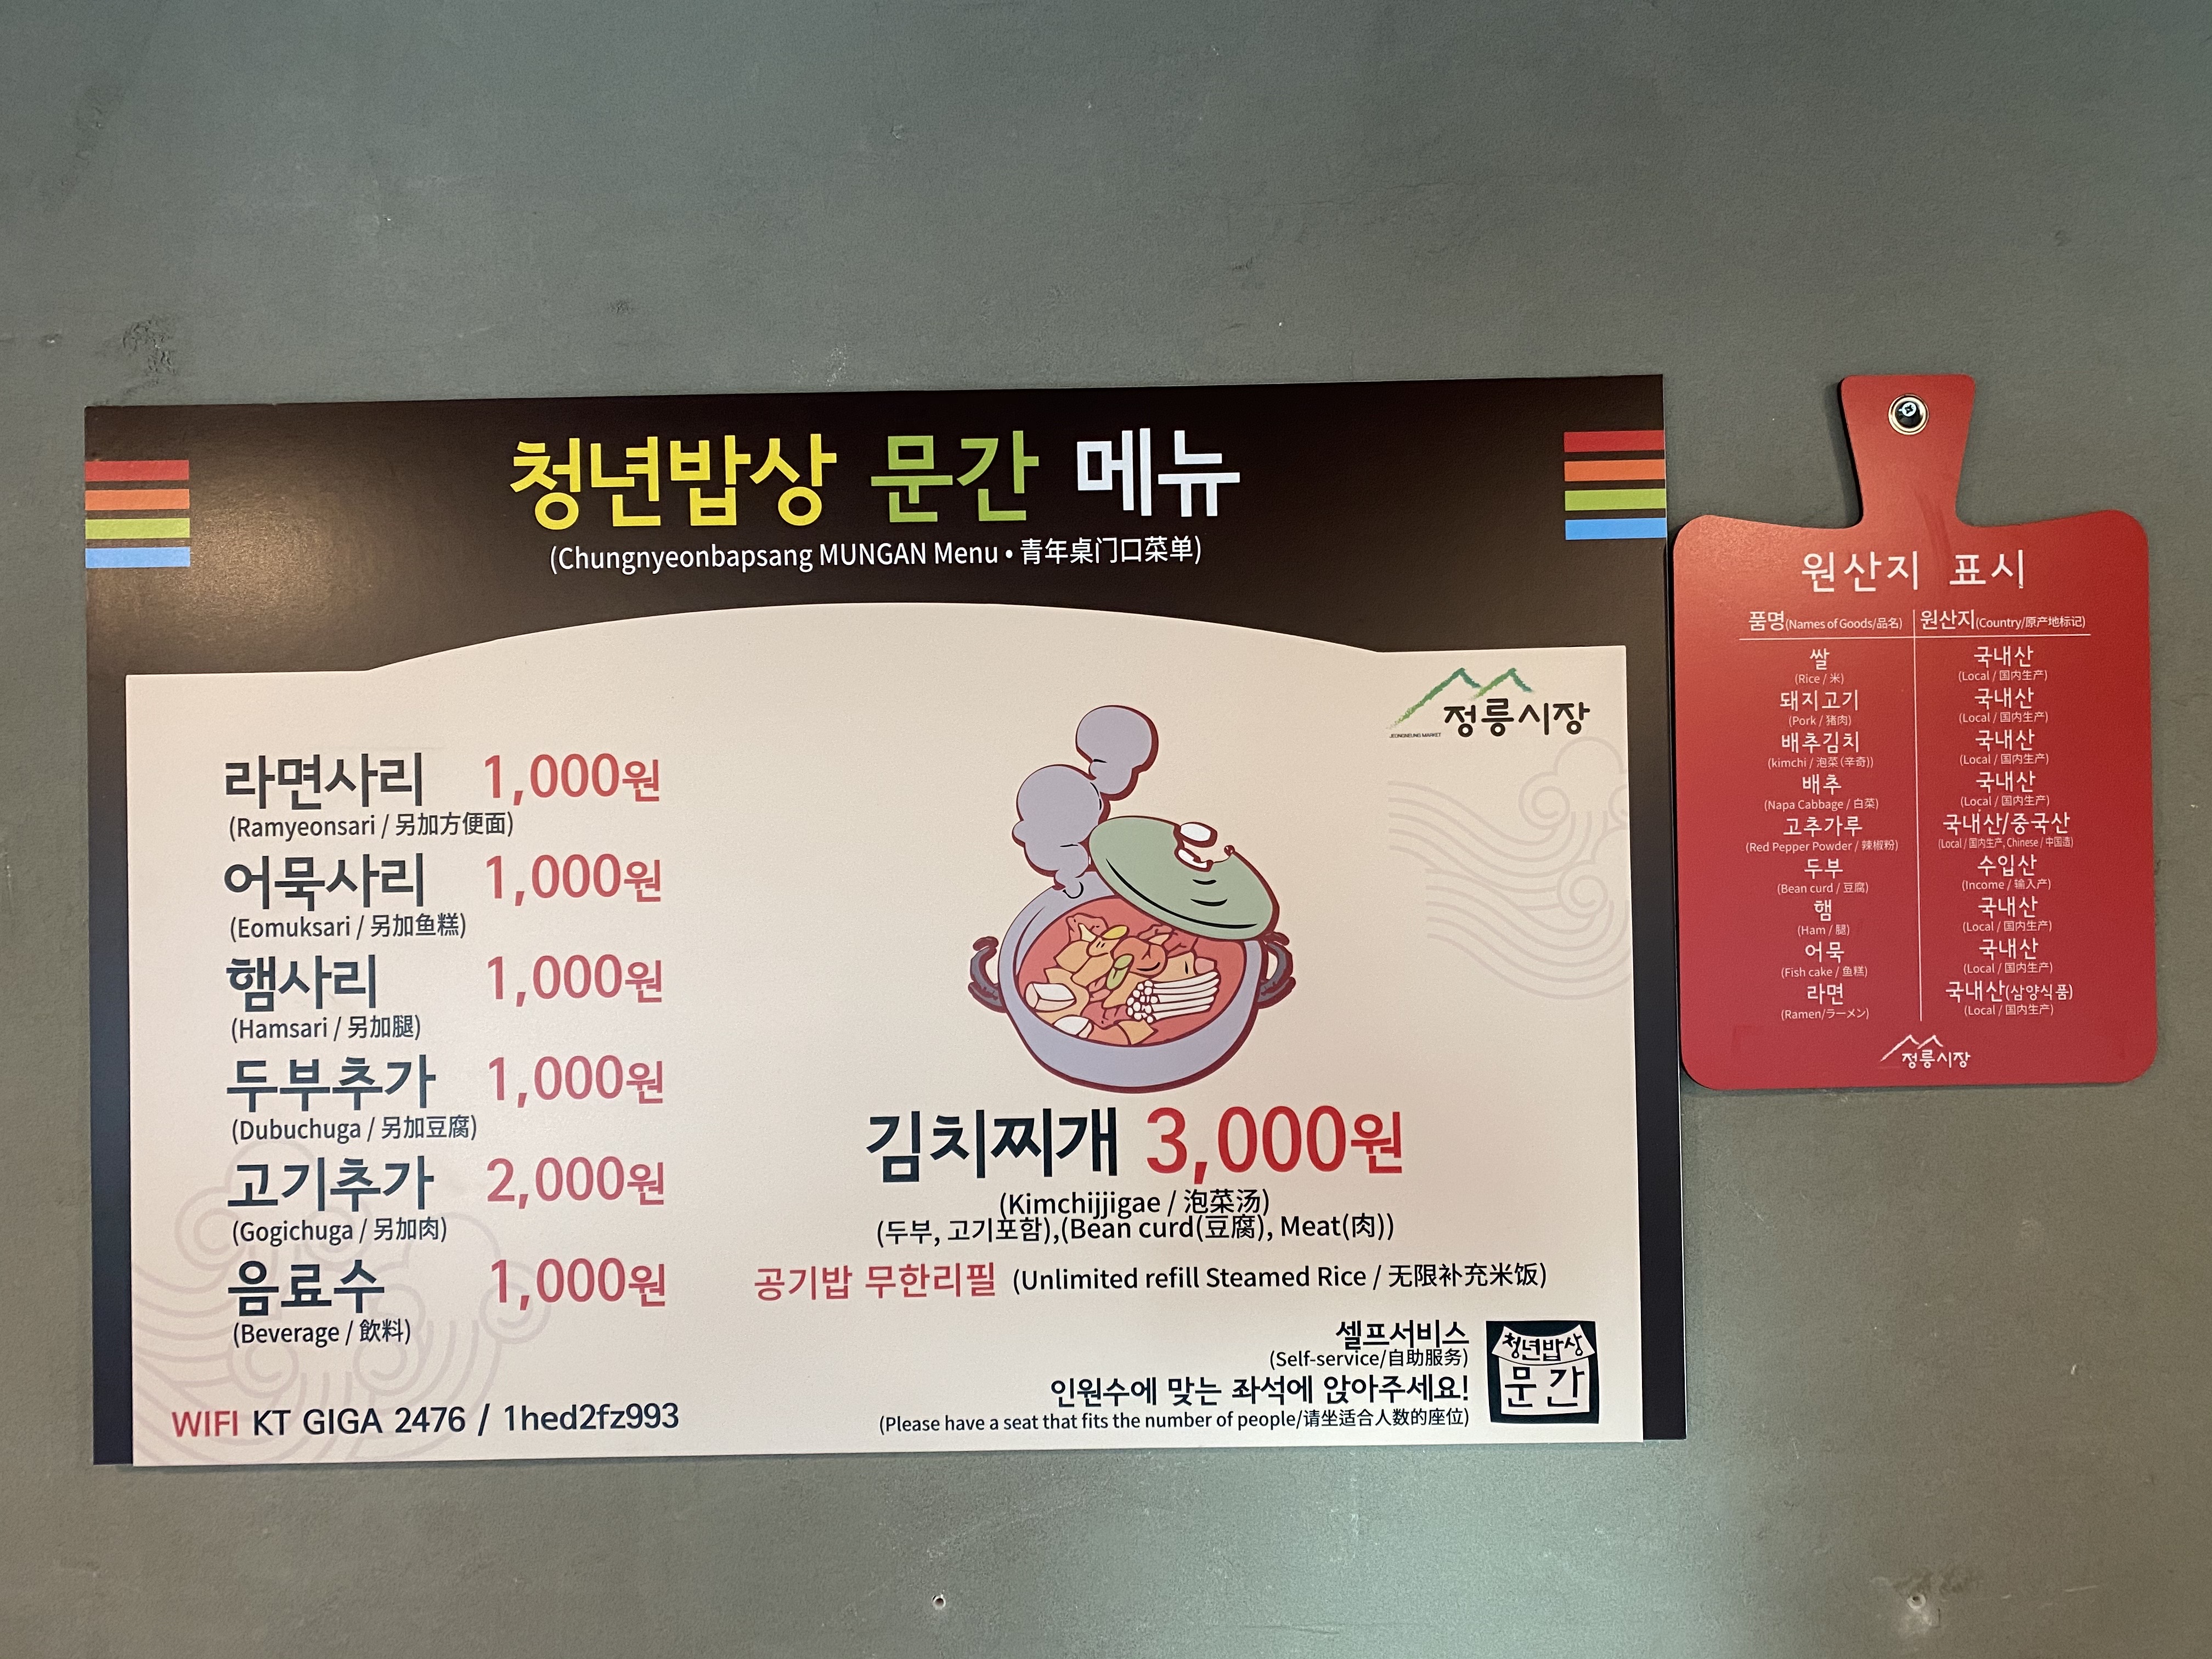 청년밥상 문간 메뉴
(Chungnyeonbapsang MUNGAN Menu • 青年桌门口菜单)
정릉시장
JEONGNEUNG MARKET
라면사리 1,000원
(Ramyeonsari / 另加方便面)
어묵사리 1,000원
(Eomuksari / 另加鱼糕)
햄사리 1,000원
(Hamsari / 另加腿)
두부추가 1,000원
(Dubuchuga / 另加豆腐)
고기추가 2,000원
(Gogichuga / 另加肉)
음료수 1,000원
(Beverage / 飮料)
WIFI KT GIGA 2476 / 1hed2fz993
김치찌개 3,000원
(Kimchijjigae / 泡菜汤)
(두부, 고기포함),(Bean curd(豆腐), Meat(肉))
공기밥 무한리필 (Unlimited refill Steamed Rice / 无限补充米饭)
셀프서비스
(Self-service/自助服务)
인원수에 맞는 좌석에 앉아주세요!
(Please have a seat that fits the number of people/请坐适合人数的座位)
청년밥상
문간
원산지 표시
품명(Names of Goods/品名) 원산지(Country/原产地标记)
쌀 국내산
(Rice / 米) (Local / 国内生产)
돼지고기 국내산
(Pork / 猪肉) (Local / 国内生产)
배추김치 국내산
(kimchi / 泡菜(辛奇)) (Local / 国内生产)
배추 국내산
(Napa Cabbage / 白菜) (Local / 国内生产)
고추가루 국내산/중국산
(Red Pepper Powder / 辣椒粉) (Local / 国内生产, Chinese / 中国造)
두부 수입산
(Bean curd / 豆腐) (Income / 输入产)
햄 국내산
(Ham / 腿) (Local / 国内生产)
어묵 국내산
(Fish cake / 鱼糕) (Local / 国内生产)
라면 국내산(삼양식품)
(Ramen/ラーメン) (Local / 国内生产)
정릉시장